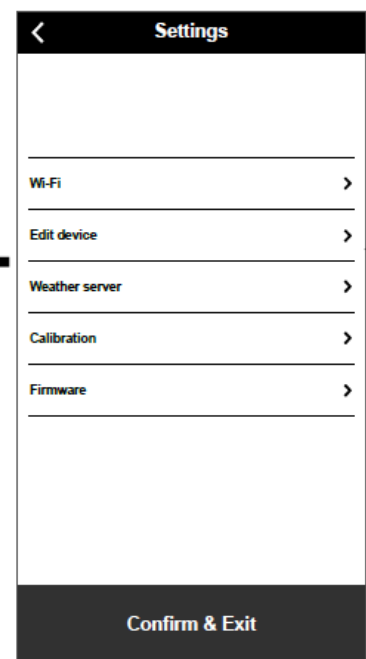 Settings
Wi-Fi
Edit device
Weather server
Calibration
Firmware
Confirm & Exit